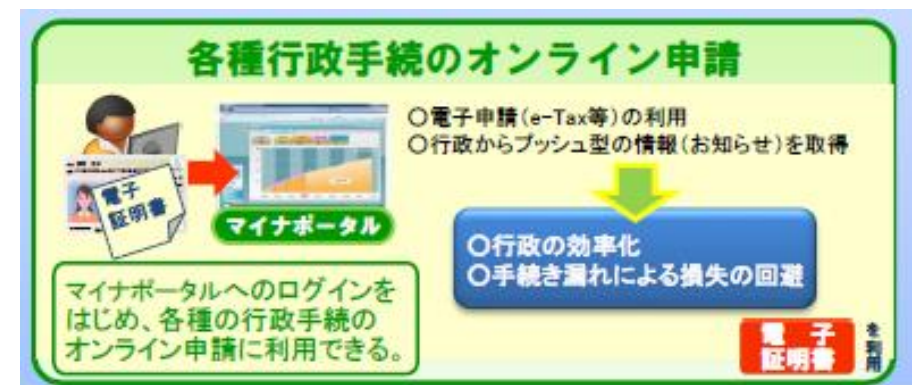 各種行政手続のオンライン申請
電子
証明書
マイナポータル
○電子申請(e-Tax等)の利用
○行政からプッシュ型の情報(お知らせ)を取得
○行政の効率化
○手続き漏れによる損失の回避
マイナポータルへのログインを
はじめ、各種の行政手続の
オンライン申請に利用できる。
電子
証明書
を利用